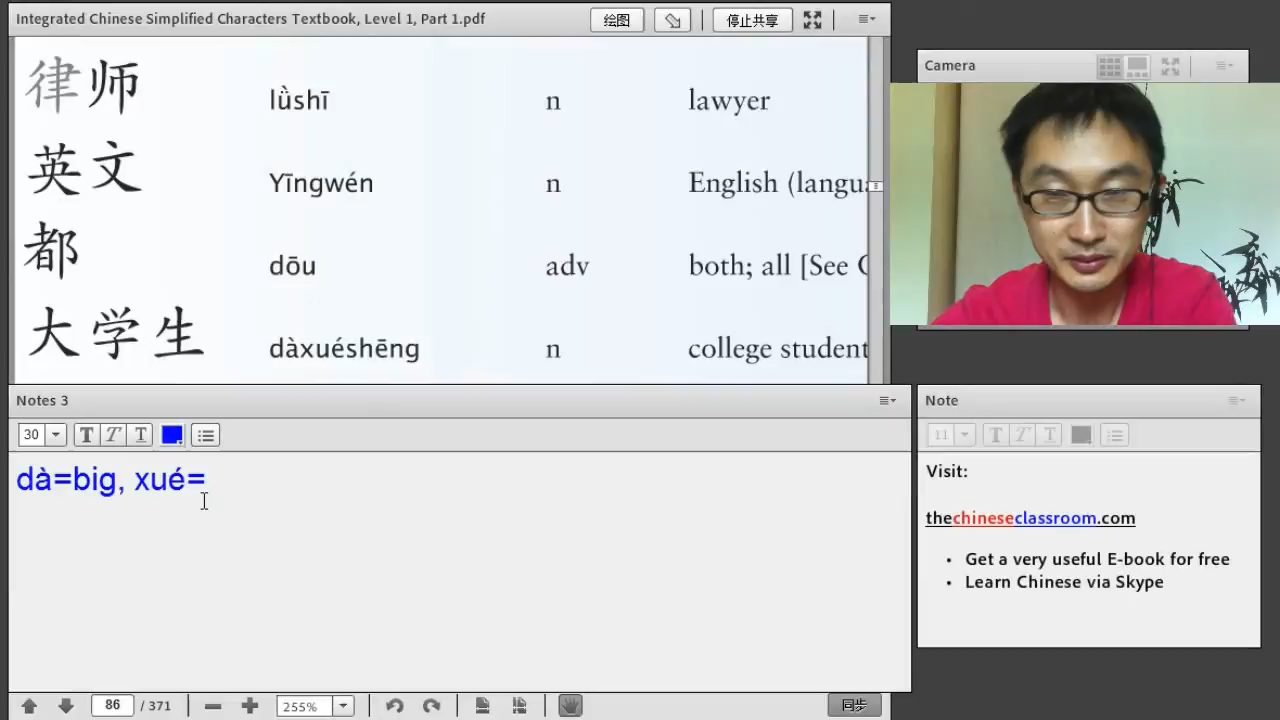 Integrated Chinese Simplified Characters Textbook, Level 1, Part 1.pdf
绘图
停止共享
律师 lǜshī n lawyer
英文 Yīngwén n English (langua
都 dōu adv both; all [See G
大学生 dàxuéshēng n college student
Camera
Notes 3
30 T T T
dà=big, xué=
86 / 371
255%
同步
Note
11 T T T
Visit:
thechineseclassroom.com
• Get a very useful E-book for free
• Learn Chinese via Skype